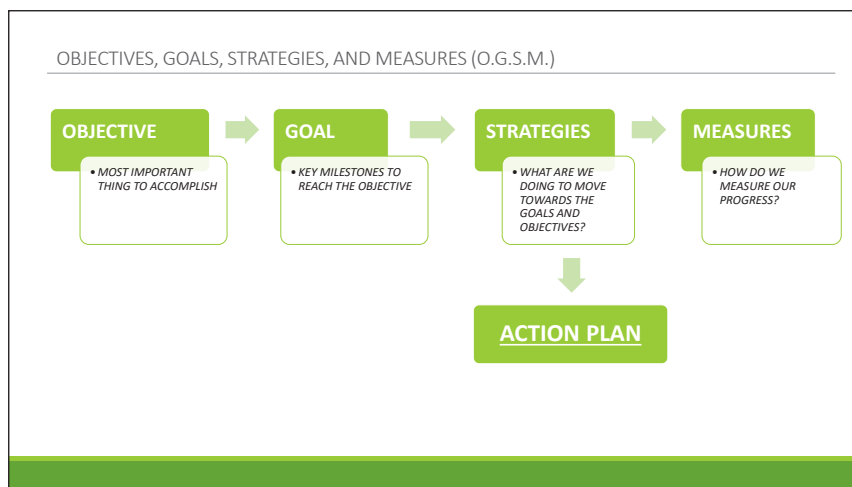 OBJECTIVES, GOALS, STRATEGIES, AND MEASURES (O.G.S.M.)
OBJECTIVE
• MOST IMPORTANT
THING TO ACCOMPLISH
GOAL
• KEY MILESTONES TO
REACH THE OBJECTIVE
STRATEGIES
• WHAT ARE WE
DOING TO MOVE
TOWARDS THE
GOALS AND
OBJECTIVES?
MEASURES
• HOW DO WE
MEASURE OUR
PROGRESS?
ACTION PLAN